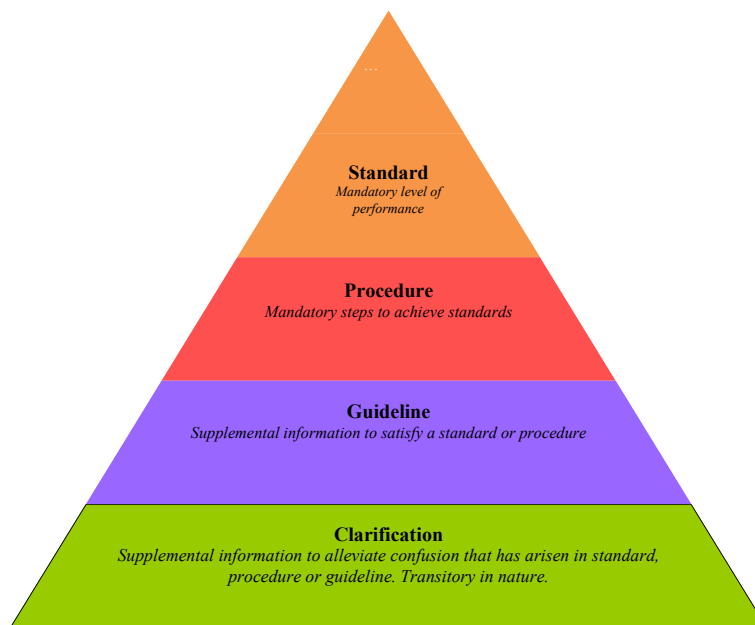 ...
Standard
Mandatory level of
performance
Procedure
Mandatory steps to achieve standards
Guideline
Supplemental information to satisfy a standard or procedure
Clarification
Supplemental information to alleviate confusion that has arisen in standard,
procedure or guideline. Transitory in nature.